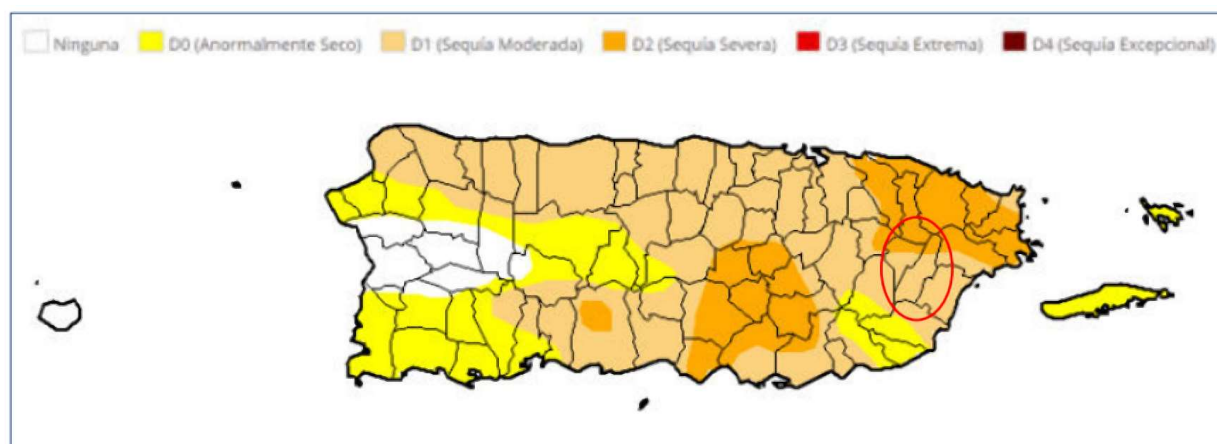 Ninguna D0 (Anormalmente Seco) D1 (Sequía Moderada) D2 (Sequía Severa) D3 (Sequía Extrema) D4 (Sequía Excepcional)